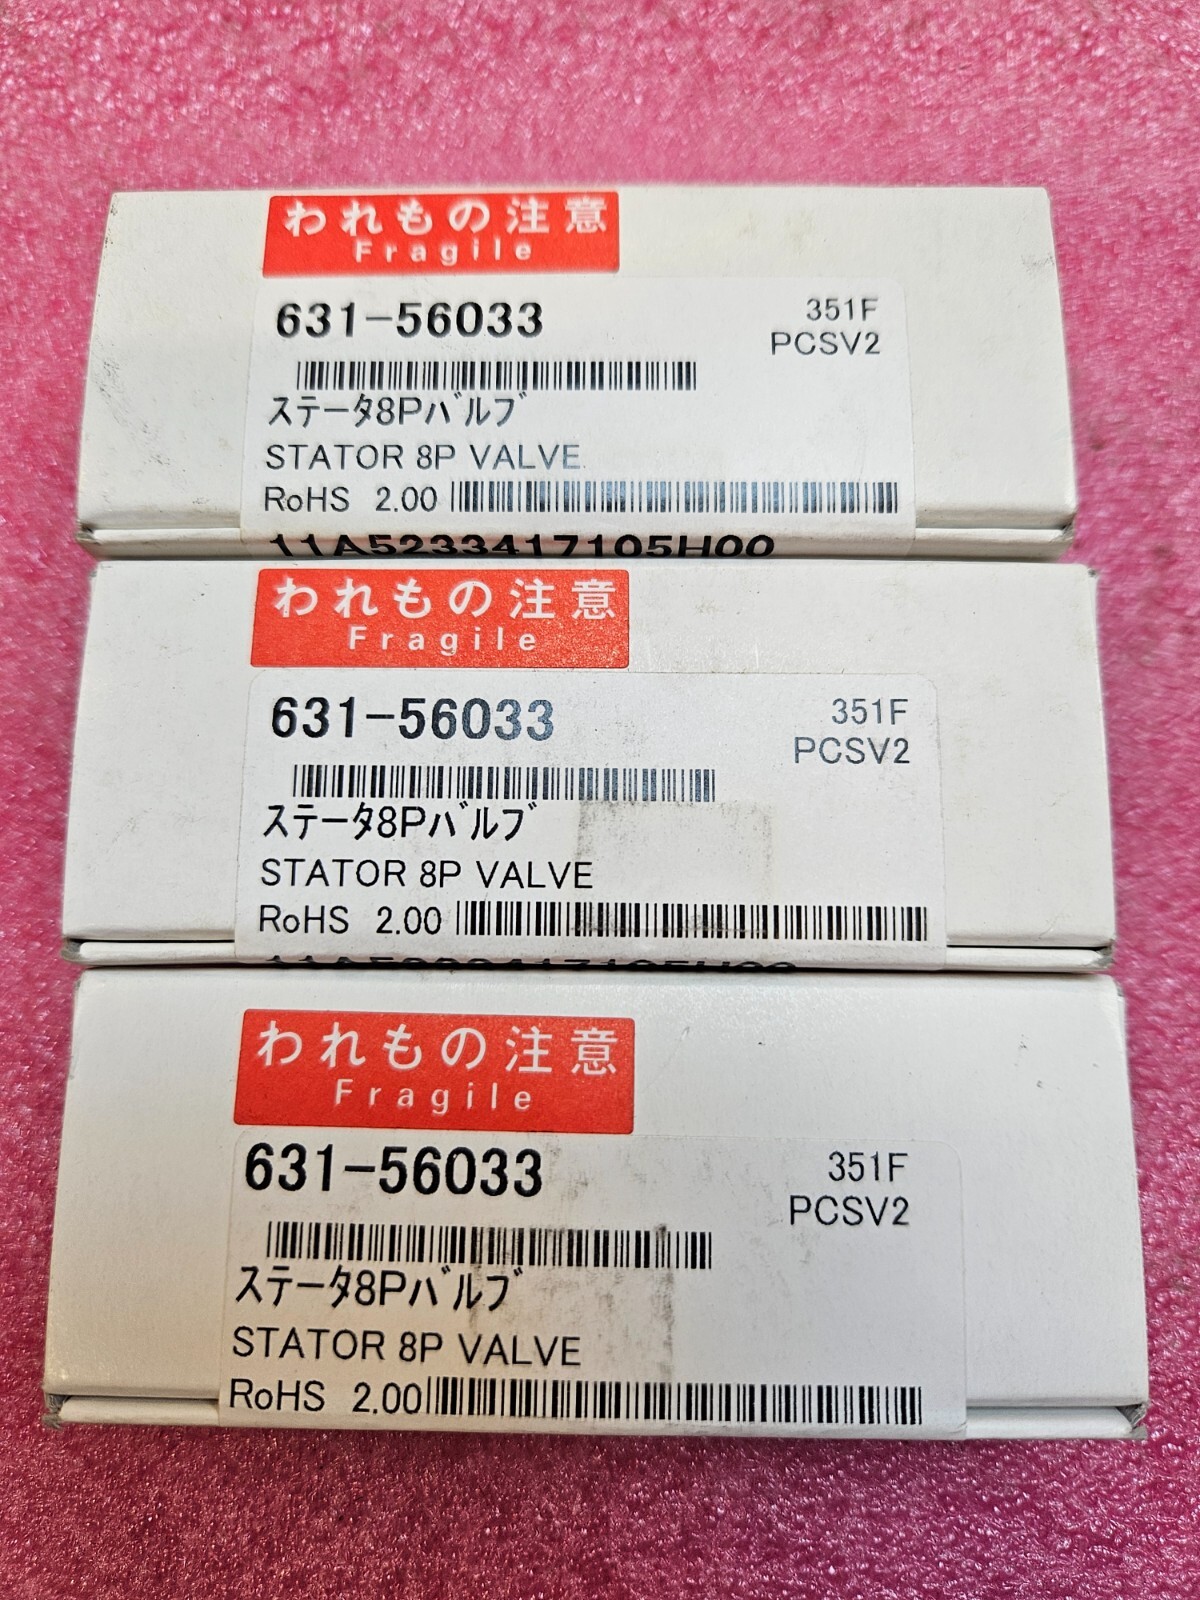 われもの注意
Fragile
631-56033
351F
PCSV2
ｽﾃｰﾀ8Pﾊﾞﾙﾌﾞ
STATOR 8P VALVE
RoHS 2.00
11A5233417105H00
われもの注意
Fragile
631-56033
351F
PCSV2
ｽﾃｰﾀ8Pﾊﾞﾙﾌﾞ
STATOR 8P VALVE
RoHS 2.00
われもの注意
Fragile
631-56033
351F
PCSV2
ｽﾃｰﾀ8Pﾊﾞﾙﾌﾞ
STATOR 8P VALVE
RoHS 2.00